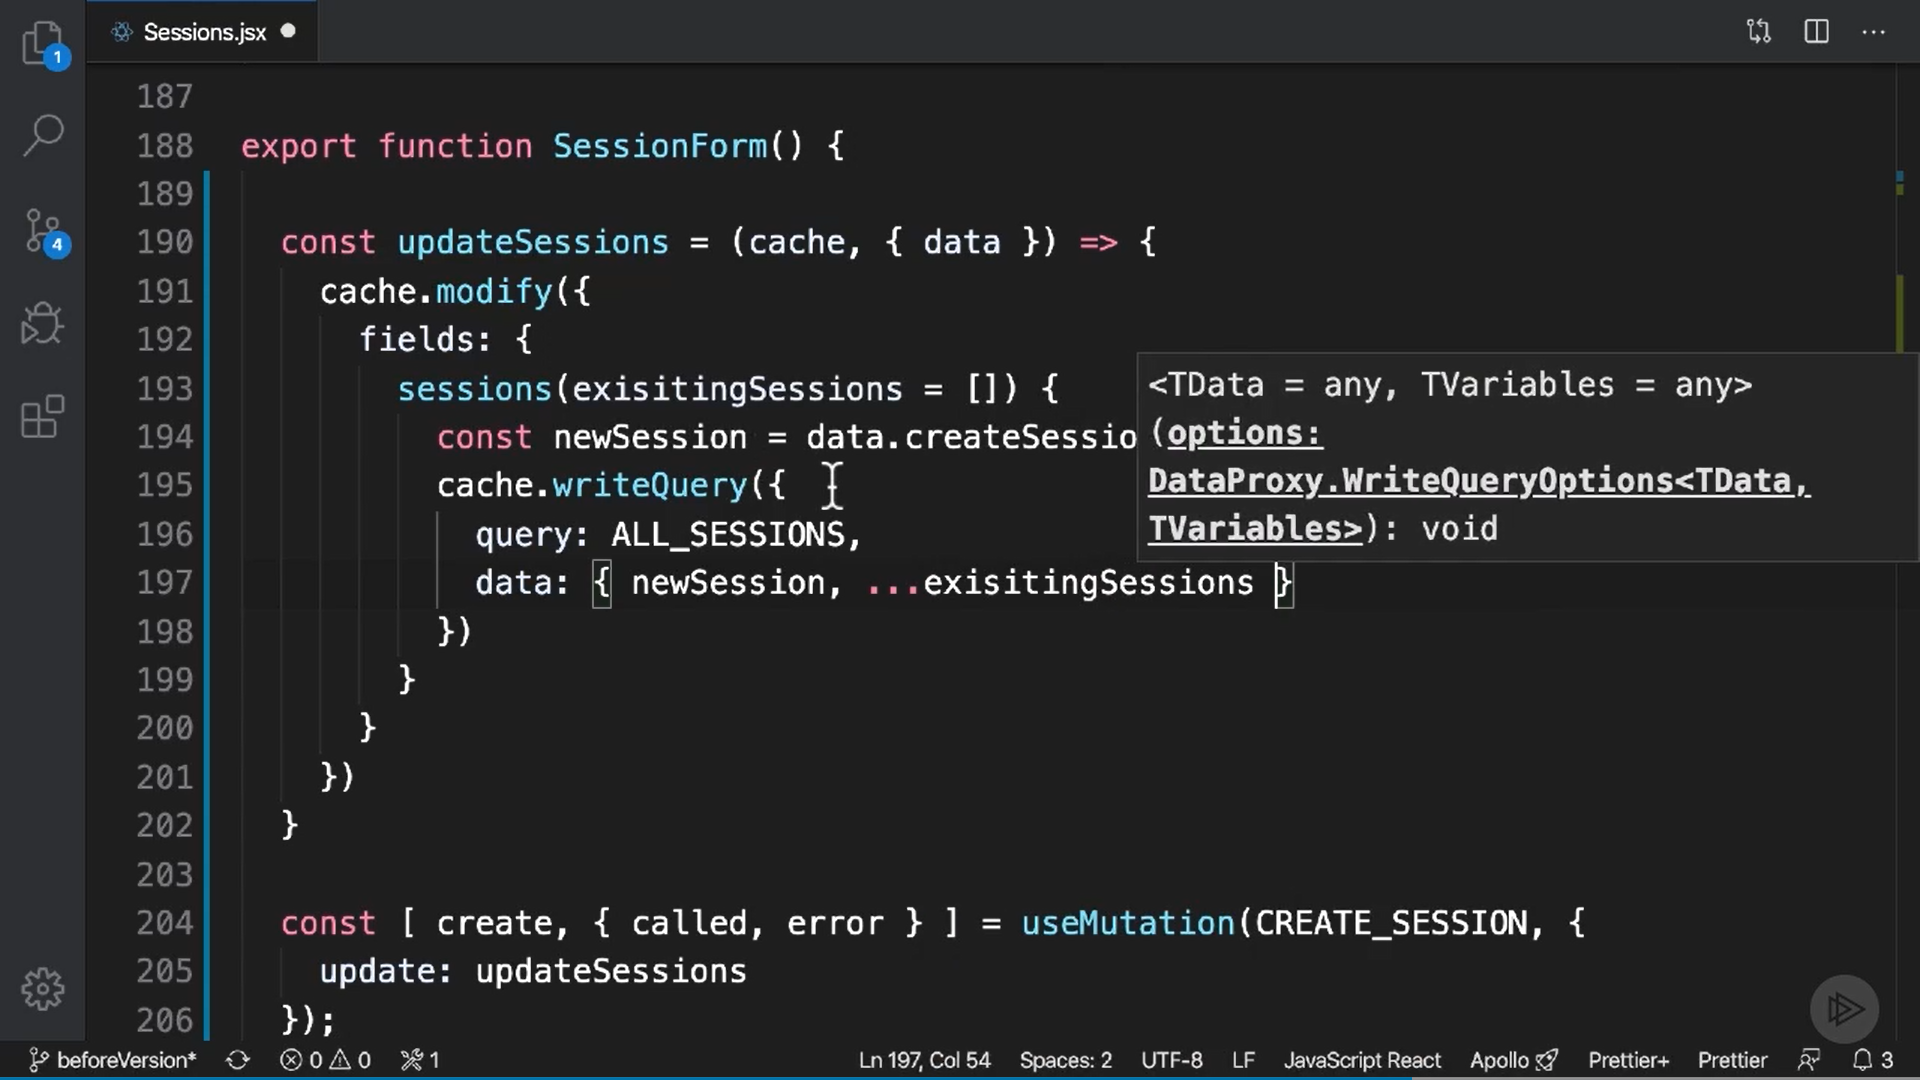 Sessions.jsx
1
4
187
188 export function SessionForm() {
189
190 const updateSessions = (cache, { data }) => {
191 cache.modify({
192 fields: {
193 sessions(exisitingSessions = []) {
194 const newSession = data.createSessio
195 cache.writeQuery({
196 query: ALL_SESSIONS,
197 data: { newSession, ...exisitingSessions }
198 })
199 }
200 }
201 })
202 }
203
204 const [ create, { called, error } ] = useMutation(CREATE_SESSION, {
205 update: updateSessions
206 });
<TData = any, TVariables = any>
(options:
DataProxy.WriteQueryOptions<TData,
TVariables>): void
beforeVersion* 0 0 1 Ln 197, Col 54 Spaces: 2 UTF-8 LF JavaScript React Apollo Prettier+ Prettier 3